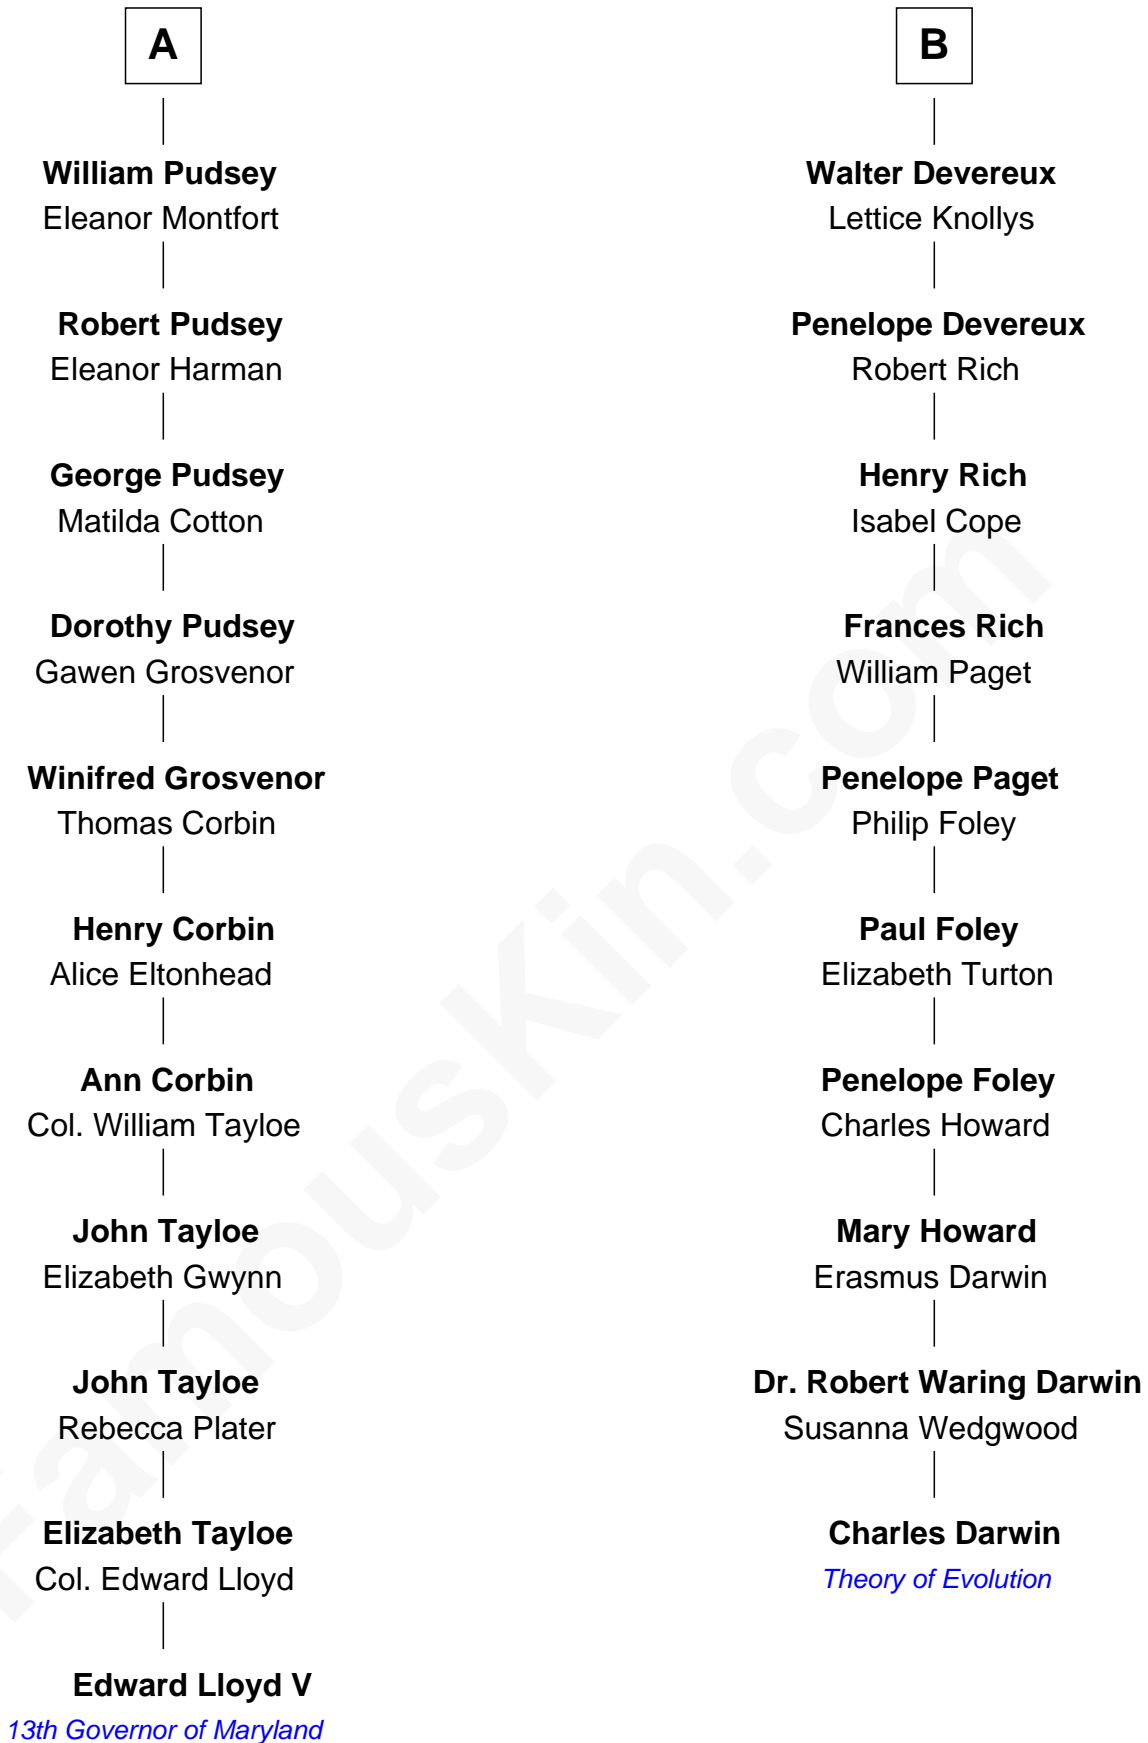 A
William Pudsey
Eleanor Montfort
Robert Pudsey
Eleanor Harman
George Pudsey
Matilda Cotton
Dorothy Pudsey
Gawen Grosvenor
Winifred Grosvenor
Thomas Corbin
Henry Corbin
Alice Eltonhead
Ann Corbin
Col. William Tayloe
John Tayloe
Elizabeth Gwynn
John Tayloe
Rebecca Plater
Elizabeth Tayloe
Col. Edward Lloyd
Edward Lloyd V
13th Governor of Maryland
B
Walter Devereux
Lettice Knollys
Penelope Devereux
Robert Rich
Henry Rich
Isabel Cope
Frances Rich
William Paget
Penelope Paget
Philip Foley
Paul Foley
Elizabeth Turton
Penelope Foley
Charles Howard
Mary Howard
Erasmus Darwin
Dr. Robert Waring Darwin
Susanna Wedgwood
Charles Darwin
Theory of Evolution
FamousKin.com